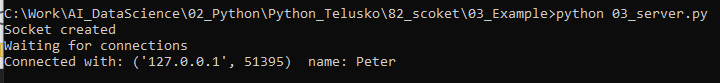 C:\Work\AI_DataScience\02_Python\Python_Telusko\82_scoket\03_Example>python 03_server.py
Socket created
Waiting for connections
Connected with: ('127.0.0.1', 51395)  name: Peter